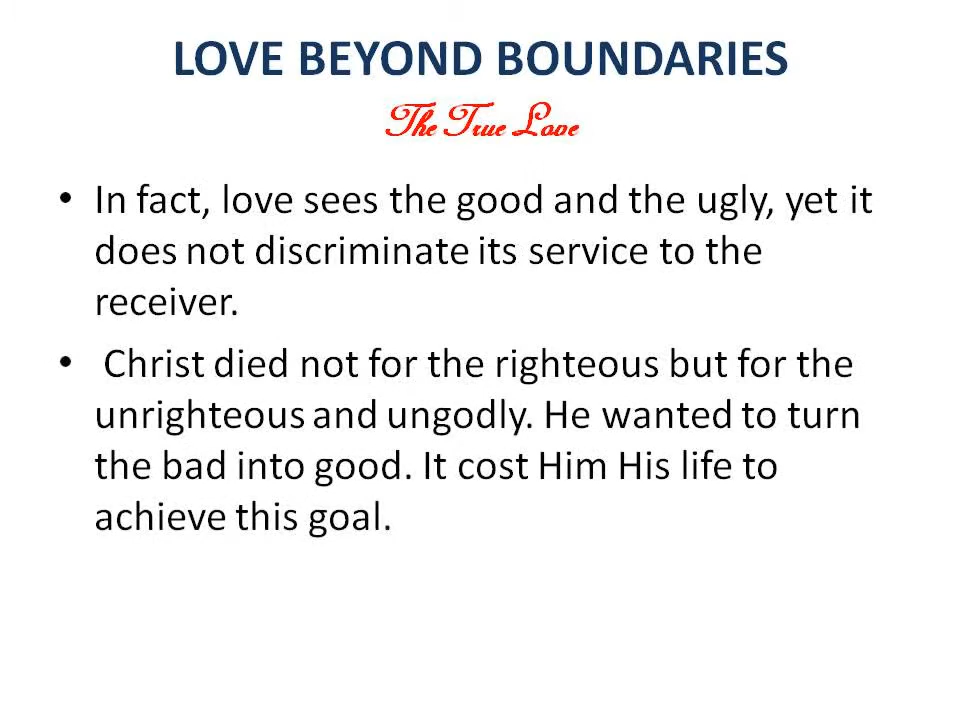 LOVE BEYOND BOUNDARIES
The True Love
• In fact, love sees the good and the ugly, yet it
does not discriminate its service to the
receiver.
• Christ died not for the righteous but for the
unrighteous and ungodly. He wanted to turn
the bad into good. It cost Him His life to
achieve this goal.